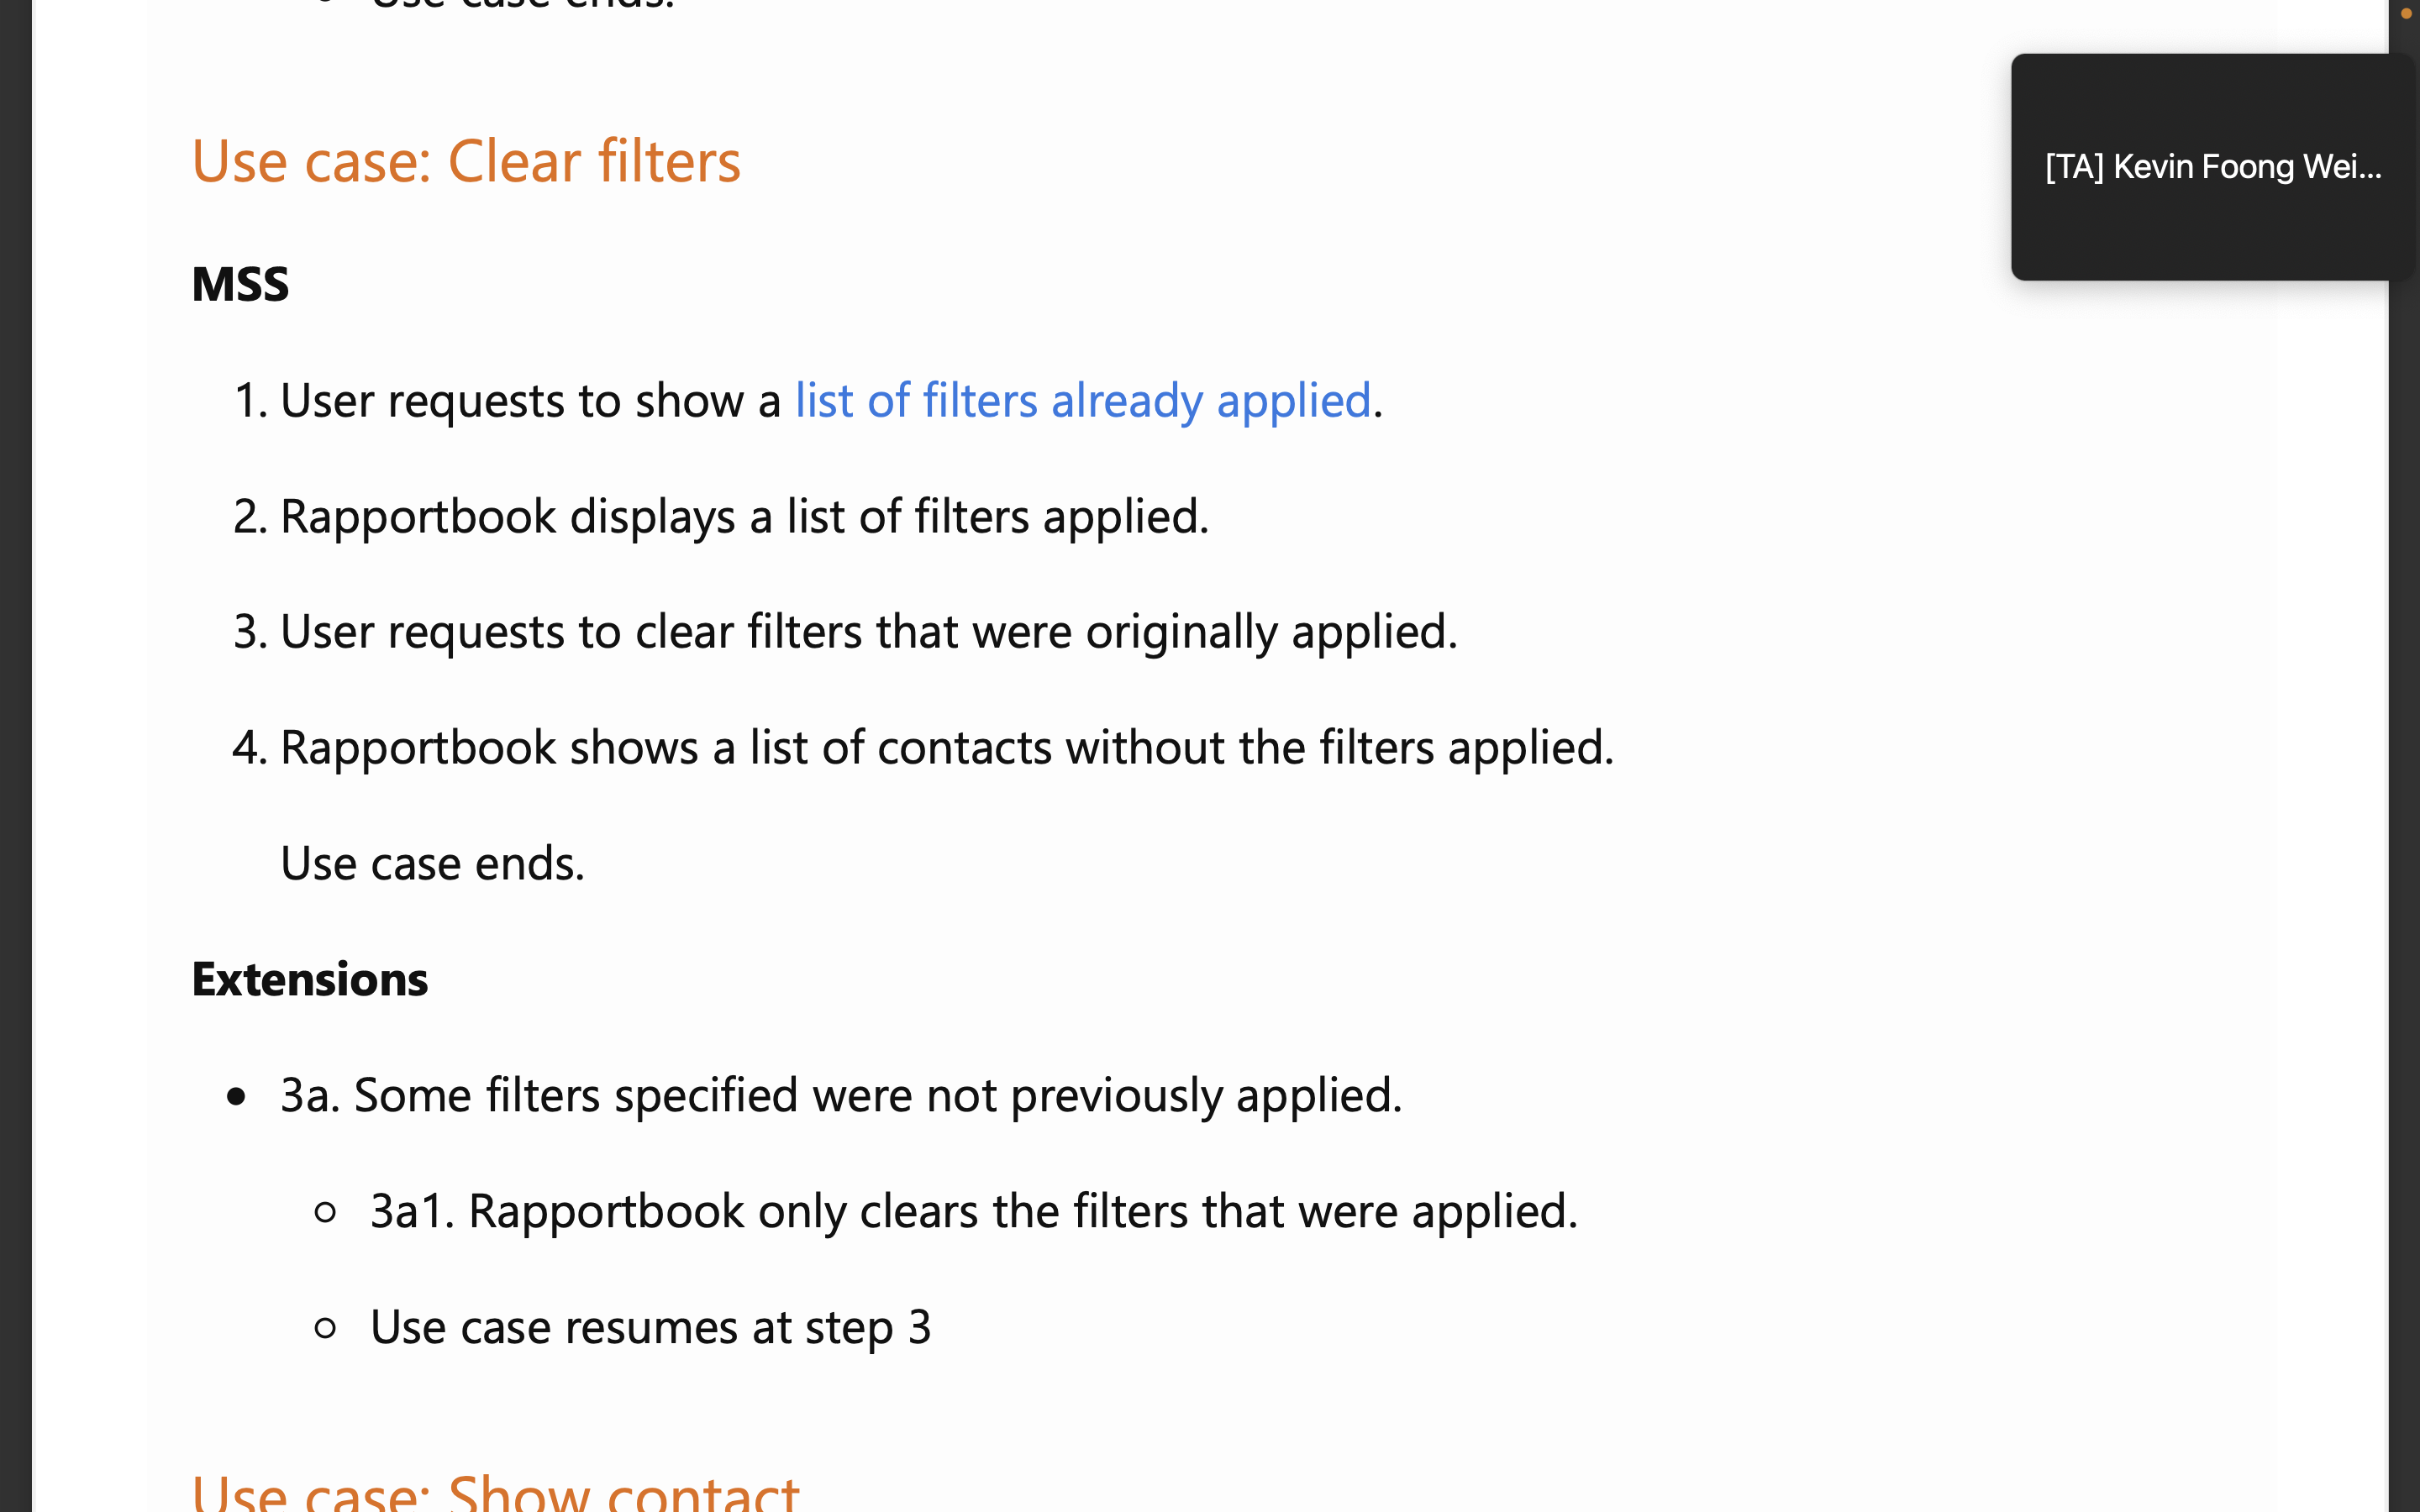 Use case ends.
Use case: Clear filters
[TA] Kevin Foong Wei...
MSS
1. User requests to show a list of filters already applied.
2. Rapportbook displays a list of filters applied.
3. User requests to clear filters that were originally applied.
4. Rapportbook shows a list of contacts without the filters applied.
Use case ends.
Extensions
• 3a. Some filters specified were not previously applied.
○ 3a1. Rapportbook only clears the filters that were applied.
○ Use case resumes at step 3
Use case: Show contact